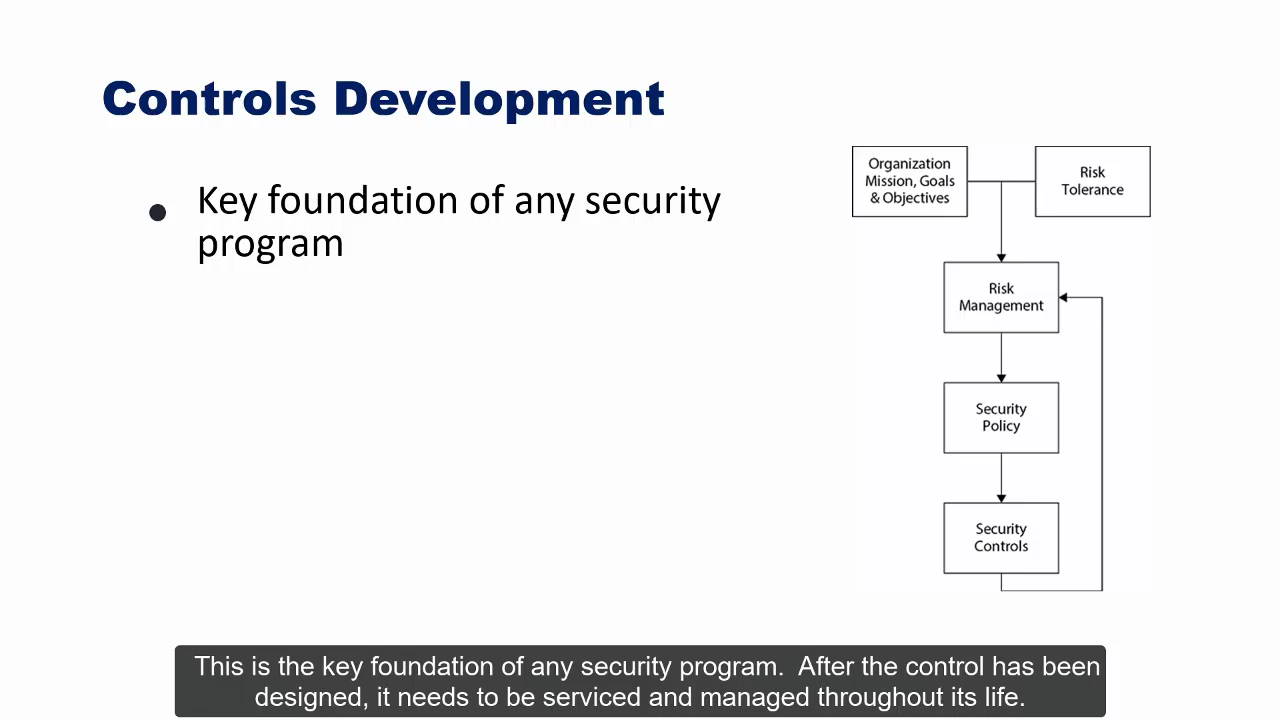 Controls Development
• Key foundation of any security
program
Organization
Mission, Goals
& Objectives
Risk
Tolerance
Risk
Management
Security
Policy
Security
Controls
This is the key foundation of any security program.  After the control has been
designed, it needs to be serviced and managed throughout its life.